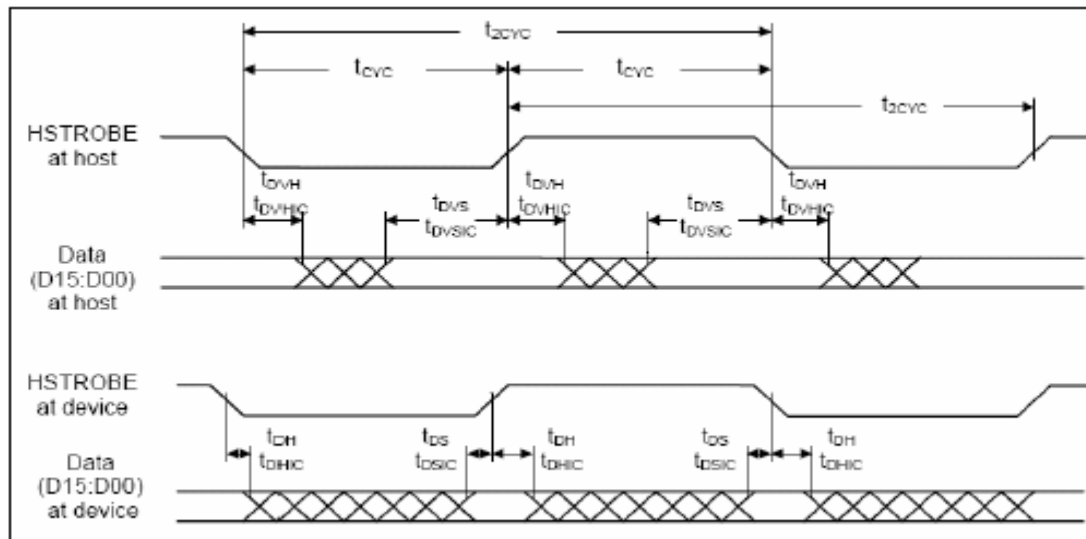 t2CYC
tCYC tCYC
t2CYC
HSTROBE
at host
tDVH tDVH tDVH
tDVHIC tDVS tDVHIC tDVS tDVHIC
tDVSIC tDVSIC
Data
(D15:D00)
at host
HSTROBE
at device
tDH tDS tDH tDS tDH
tDHIC tDSIC tDHIC tDSIC tDHIC
Data
(D15:D00)
at device